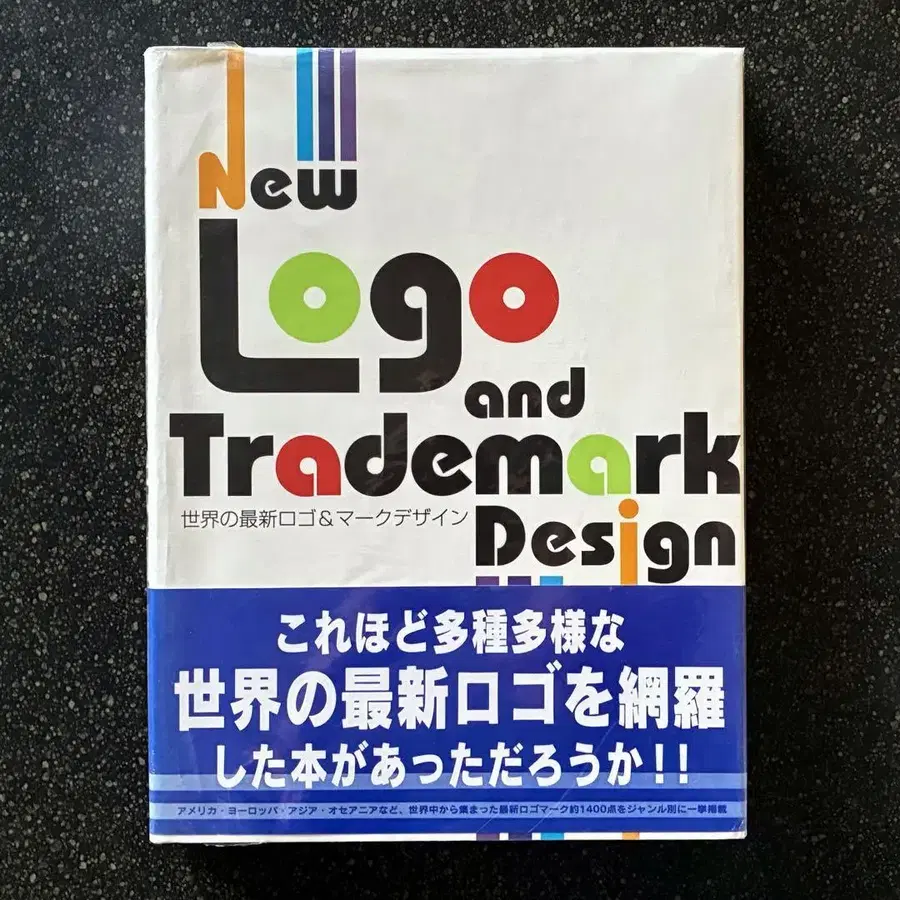 New
Logo
and
Trademark
世界の最新ロゴ&マークデザイン
Design
これほど多種多様な
世界の最新ロゴを網羅
した本があっただろうか!!
アメリカ・ヨーロッパ・アジア・オセアニアなど、世界中から集まった最新ロゴマーク約1400点をジャンル別に一挙掲載